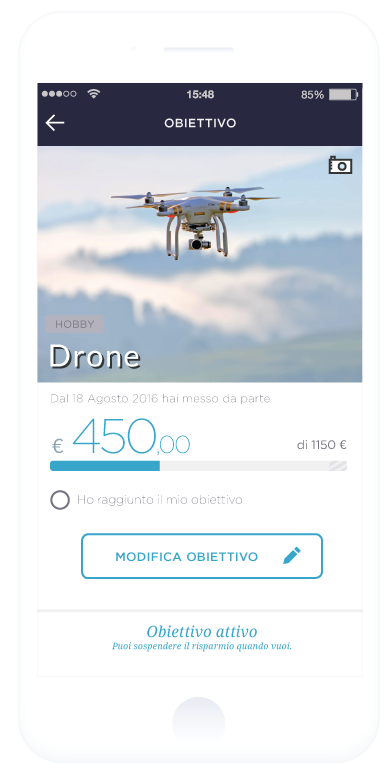 15:48
85%
OBIETTIVO
HOBBY
Drone
Dal 18 Agosto 2016 hai messo da parte
€ 450,00
di 1150 €
Ho raggiunto il mio obiettivo
MODIFICA OBIETTIVO
Obiettivo attivo
Puoi sospendere il risparmio quando vuoi.